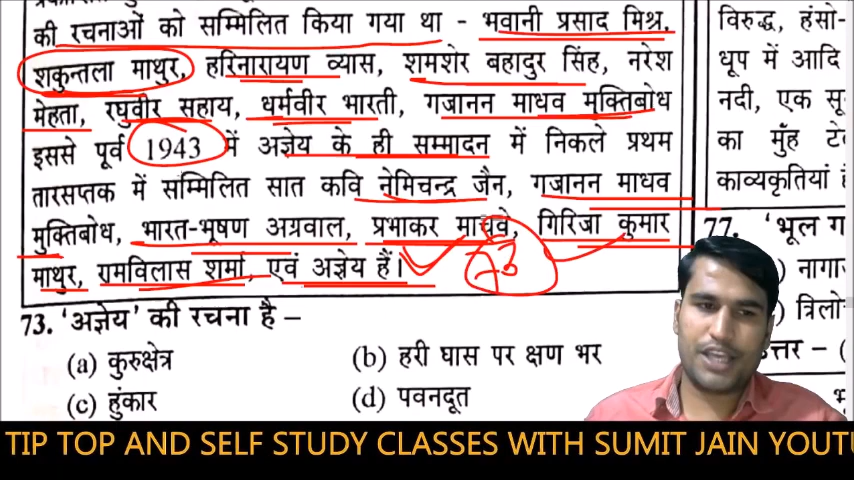 की रचनाओं को सम्मिलित किया गया था - भवानी प्रसाद मिश्र,
शकुन्तला माथुर, हरिनारायण व्यास, शमशेर बहादुर सिंह, नरेश
मेहता, रघुवीर सहाय, धर्मवीर भारती, गजानन माधव मुक्तिबोध
इससे पूर्व 1943 में अज्ञेय के ही सम्मादन में निकले प्रथम
तारसप्तक में सम्मिलित सात कवि नेमिचन्द्र जैन, गजानन माधव
मुक्तिबोध, भारत-भूषण अग्रवाल, प्रभाकर माचवे, गिरिजा कुमार
माथुर, रामविलास शर्मा, एवं अज्ञेय हैं।
73
73. 'अज्ञेय' की रचना है –
(a) कुरुक्षेत्र
(b) हरी घास पर क्षण भर
(c) हुंकार
(d) पवनदूत
विरुद्ध, हंसो-
धूप में आदि
नदी, एक सू
का मुँह टे
काव्यकृतियां
77. 'भूल ग
) नागा
) त्रिलो
उत्तर – (
TIP TOP AND SELF STUDY CLASSES WITH SUMIT JAIN YOUTU